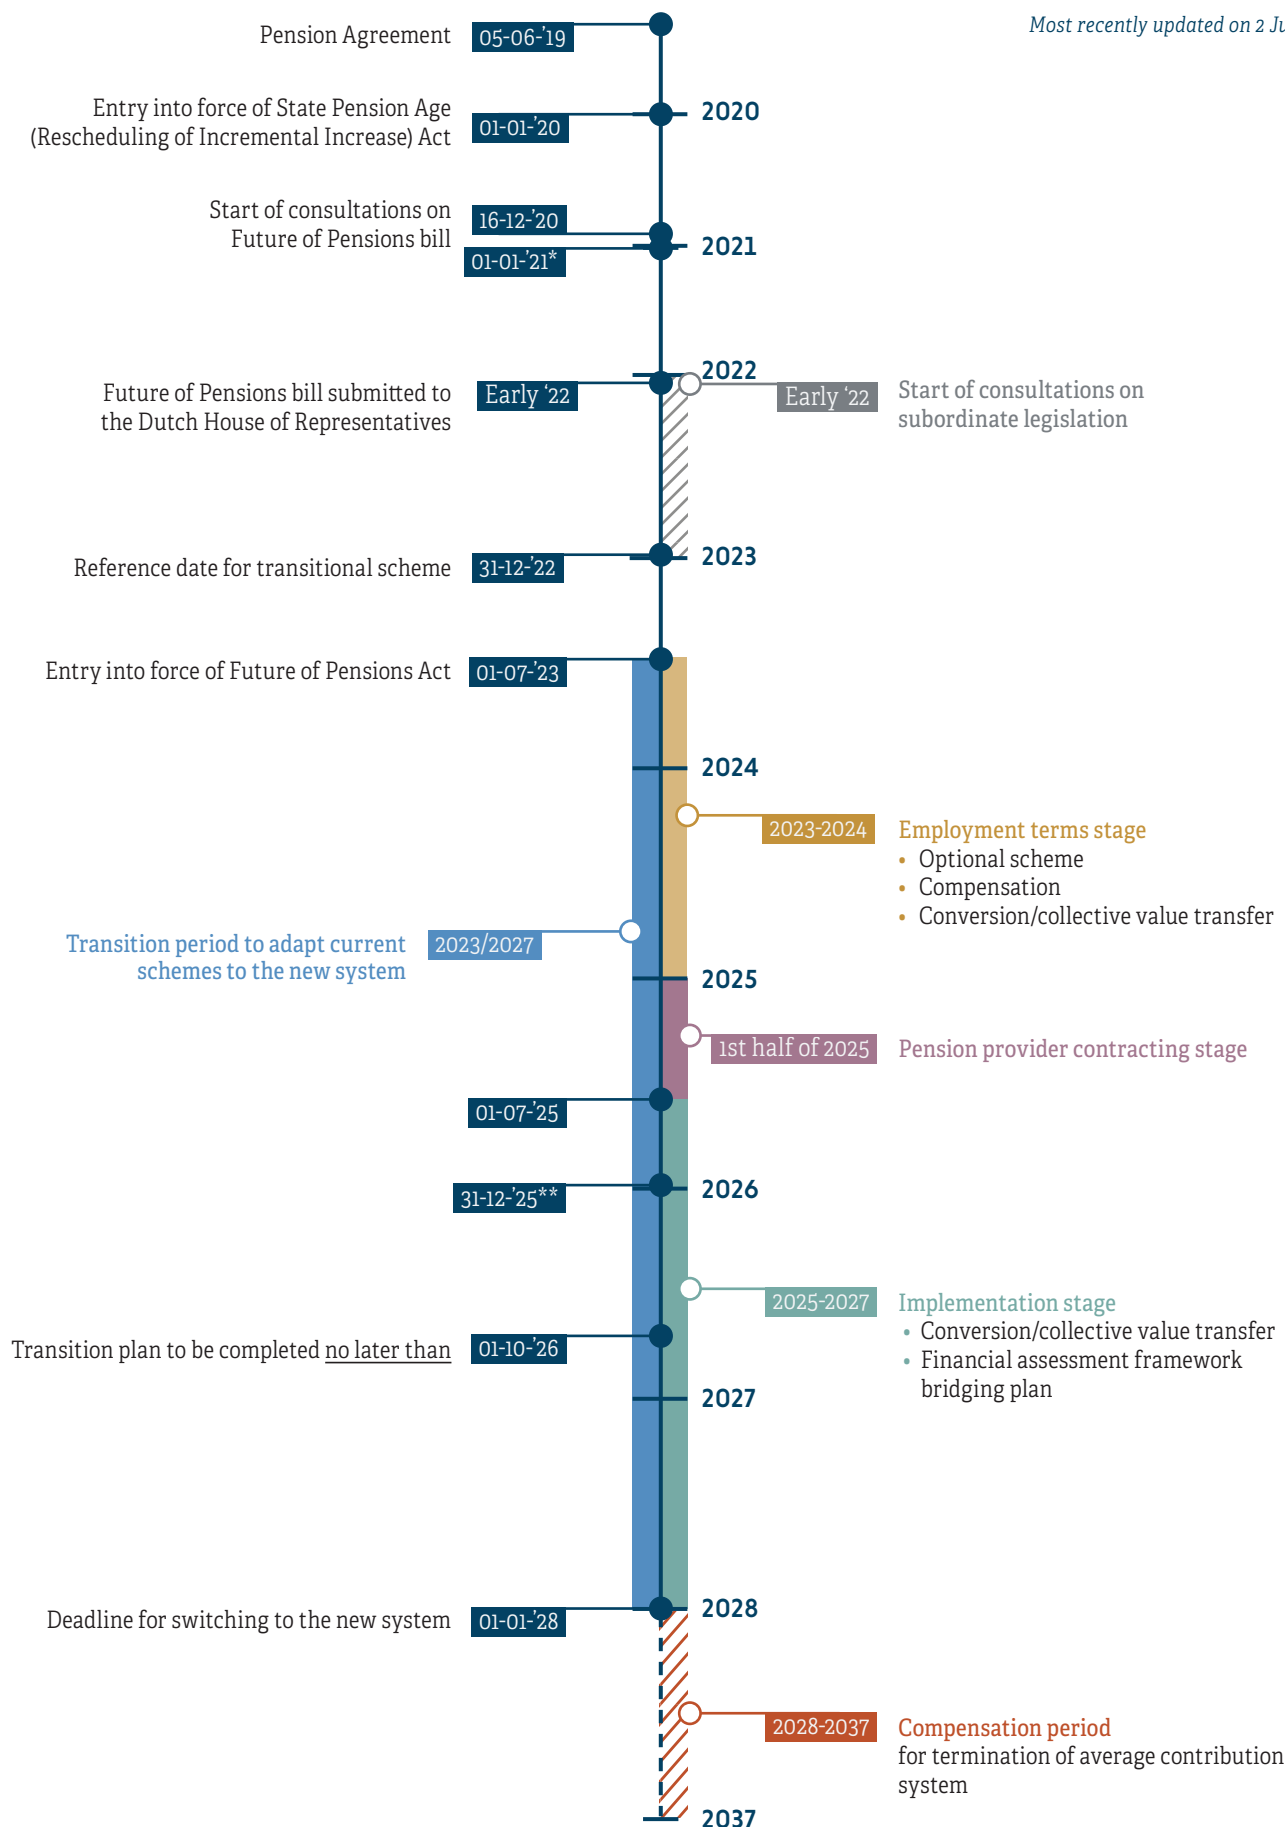 Most recently updated on 2
Pension Agreement 05-06-'19
2020
Entry into force of State Pension Age
(Rescheduling of Incremental Increase) Act 01-01-'20
Start of consultations on
Future of Pensions bill
16-12-'20
2021
01-01-'21*
2022
Future of Pensions bill submitted to
the Dutch House of Representatives
Early '22
Early '22
Start of consultations on
subordinate legislation
2023
Reference date for transitional scheme 31-12-'22
Entry into force of Future of Pensions Act 01-07-'23
2024
2023-2024 Employment terms stage
• Optional scheme
• Compensation
• Conversion/collective value transfer
Transition period to adapt current
schemes to the new system
2023/2027
2025
1st half of 2025 Pension provider contracting stage
01-07-'25
2026
31-12-'25**
2025-2027 Implementation stage
• Conversion/collective value transfer
• Financial assessment framework
bridging plan
Transition plan to be completed no later than 01-10-'26
2027
2028
Deadline for switching to the new system 01-01-'28
2028-2037 Compensation period
for termination of average contribution
system
2037